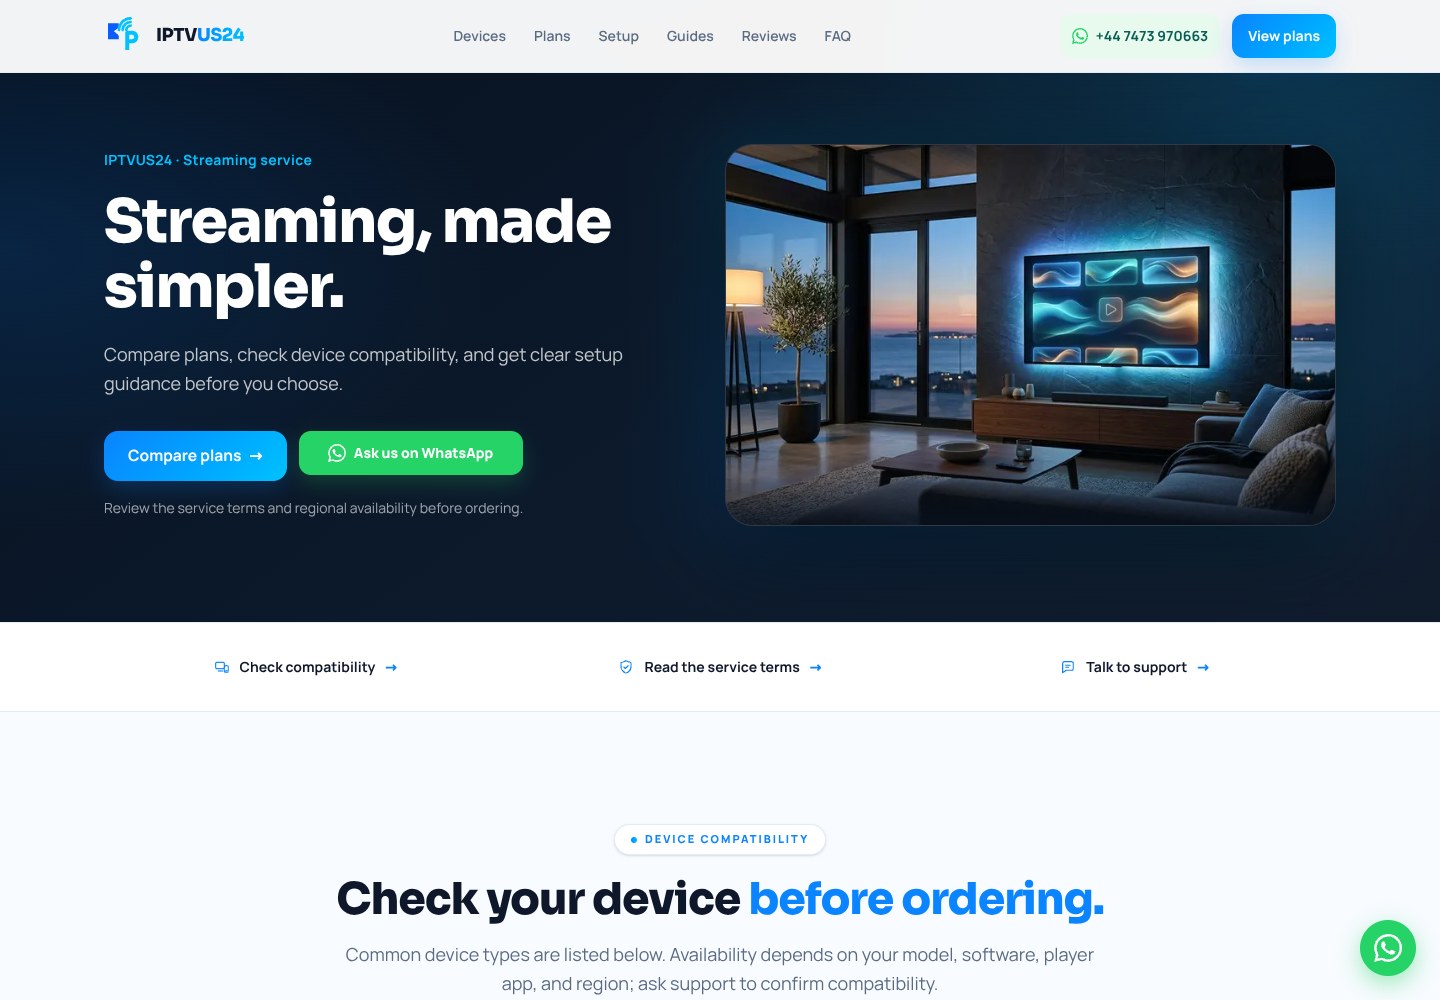 IPTVUS24
Devices
Plans
Setup
Guides
Reviews
FAQ
+44 7473 970663
View plans
IPTVUS24 · Streaming service
Streaming, made
simpler.
Compare plans, check device compatibility, and get clear setup
guidance before you choose.
Compare plans →
Ask us on WhatsApp
Review the service terms and regional availability before ordering.
Check compatibility →
Read the service terms →
Talk to support →
DEVICE COMPATIBILITY
Check your device before ordering.
Common device types are listed below. Availability depends on your model, software, player
app, and region; ask support to confirm compatibility.